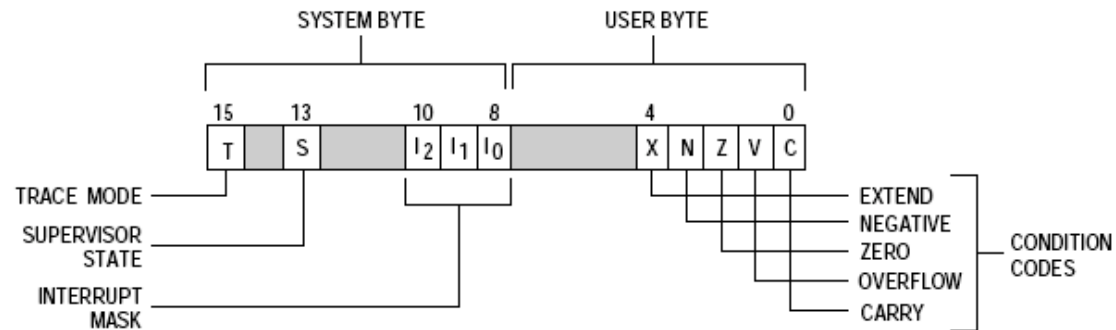 SYSTEM BYTE
USER BYTE
15 13 10 8 4 0
T S I2 I1 I0 X N Z V C
TRACE MODE
SUPERVISOR
STATE
INTERRUPT
MASK
EXTEND
NEGATIVE
ZERO
OVERFLOW
CARRY
CONDITION
CODES